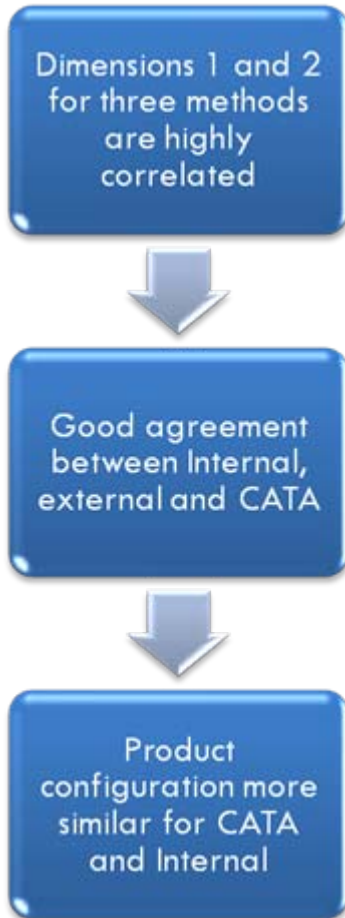 Dimensions 1 and 2
for three methods
are highly
correlated
Good agreement
between Internal,
external and CATA
Product
configuration more
similar for CATA
and Internal